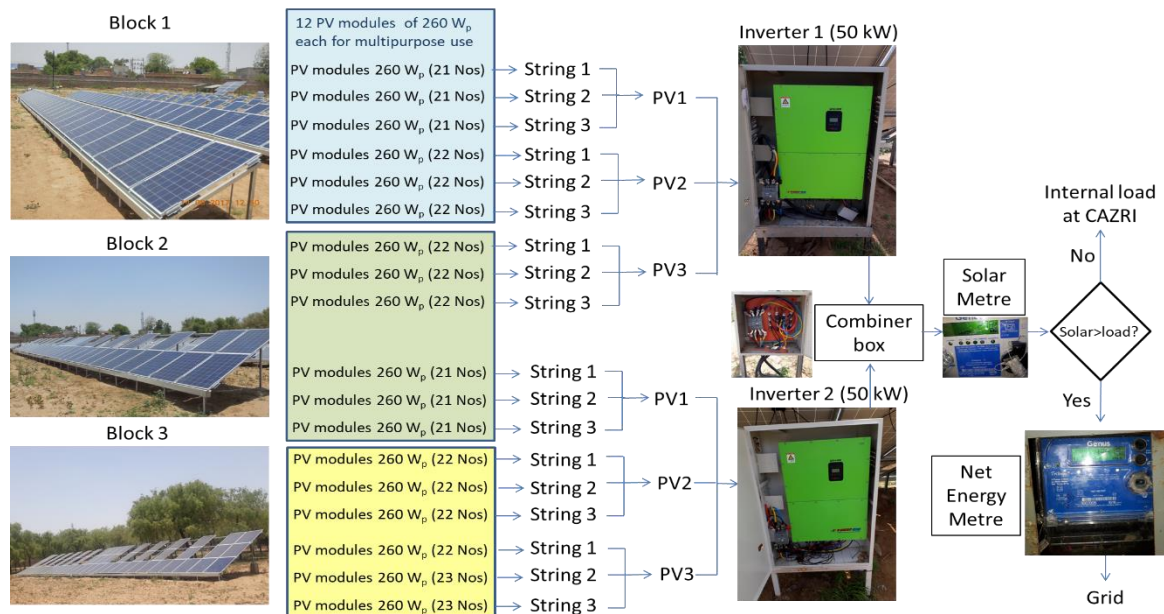 Block 1
12 PV modules of 260 Wp
each for multipurpose use
PV modules 260 Wp (21 Nos)
String 1
PV modules 260 Wp (21 Nos)
String 2
PV modules 260 Wp (21 Nos)
String 3
PV1
PV modules 260 Wp (22 Nos)
String 1
PV modules 260 Wp (22 Nos)
String 2
PV modules 260 Wp (22 Nos)
String 3
PV2
Block 2
PV modules 260 Wp (22 Nos)
String 1
PV modules 260 Wp (22 Nos)
String 2
PV modules 260 Wp (22 Nos)
String 3
PV3
PV modules 260 Wp (21 Nos)
String 1
PV modules 260 Wp (21 Nos)
String 2
PV modules 260 Wp (21 Nos)
String 3
PV1
Block 3
PV modules 260 Wp (22 Nos)
String 1
PV modules 260 Wp (22 Nos)
String 2
PV modules 260 Wp (22 Nos)
String 3
PV2
PV modules 260 Wp (22 Nos)
String 1
PV modules 260 Wp (23 Nos)
String 2
PV modules 260 Wp (23 Nos)
String 3
PV3
Inverter 1 (50 kW)
Combiner
box
Inverter 2 (50 kW)
Solar
Metre
Internal load
at CAZRI
No
Solar>load?
Yes
Net
Energy
Metre
Genus
Grid